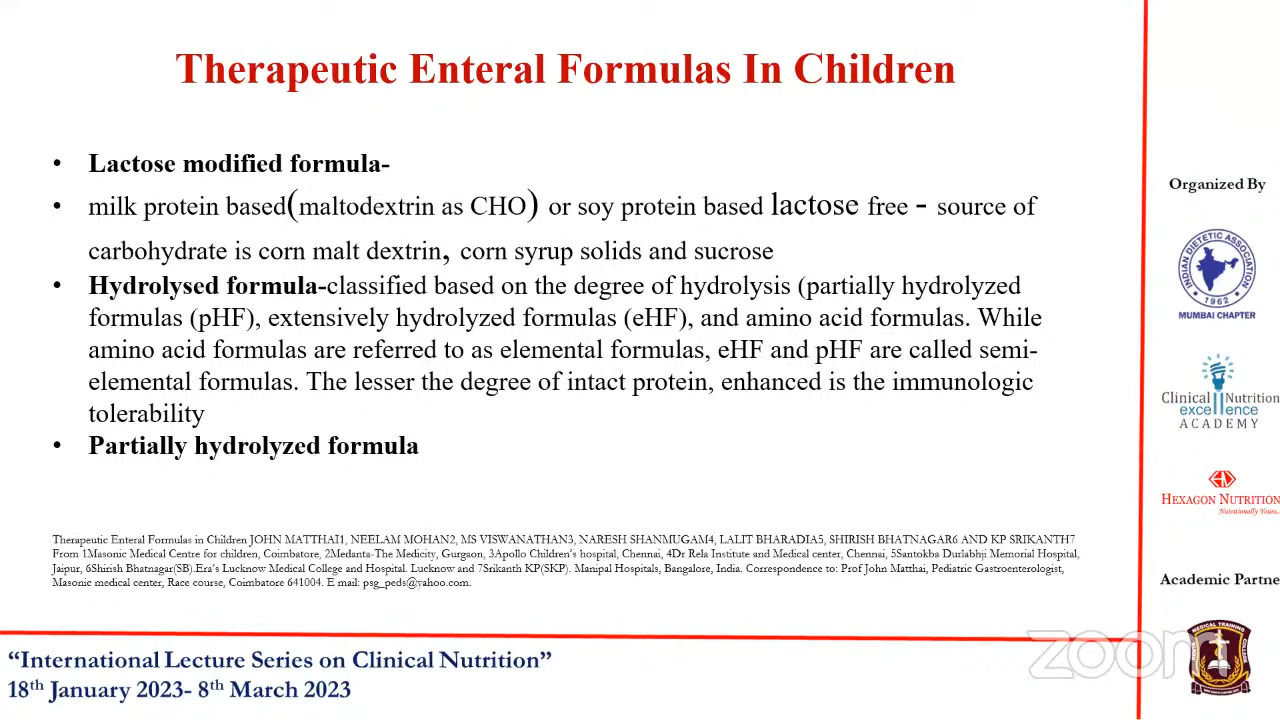 Therapeutic Enteral Formulas In Children
• Lactose modified formula-
• milk protein based(maltodextrin as CHO) or soy protein based lactose free - source of
carbohydrate is corn malt dextrin, corn syrup solids and sucrose
• Hydrolysed formula-classified based on the degree of hydrolysis (partially hydrolyzed
formulas (pHF), extensively hydrolyzed formulas (eHF), and amino acid formulas. While
amino acid formulas are referred to as elemental formulas, eHF and pHF are called semi-
elemental formulas. The lesser the degree of intact protein, enhanced is the immunologic
tolerability
• Partially hydrolyzed formula
Therapeutic Enteral Formulas in Children JOHN MATTHAI1, NEELAM MOHAN2, MS VISWANATHAN3, NARESH SHANMUGAM4, LALIT BHARADIA5, SHIRISH BHATNAGAR6 AND KP SRIKANTH7
From 1Masonic Medical Centre for children, Coimbatore, 2Medanta-The Medicity, Gurgaon, 3Apollo Children's hospital, Chennai, 4Dr Rela Institute and Medical center, Chennai, 5Santokba Durlabhji Memorial Hospital,
Jaipur, 6Shirish Bhatnagar(SB).Era's Lucknow Medical College and Hospital. Lucknow and 7Srikanth KP(SKP). Manipal Hospitals, Bangalore, India. Correspondence to: Prof John Matthai, Pediatric Gastroenterologist,
Masonic medical center, Race course, Coimbatore 641004. E mail: psg_peds@yahoo.com.
“International Lecture Series on Clinical Nutrition”
18th January 2023- 8th March 2023
Organized By
INDIAN DIETETIC ASSOCIATION
1962
MUMBAI CHAPTER
Clinical Nutrition
excellence
ACADEMY
HEXAGON NUTRITION
Nutritionally Yours..
Academic Partne
zoom
MEDICAL TRAINING